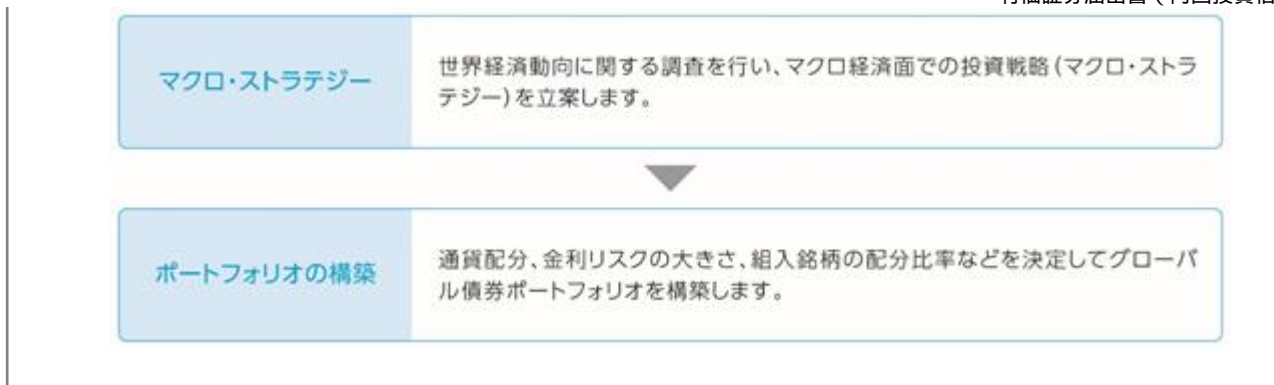 マクロ・ストラテジー
世界経済動向に関する調査を行い、マクロ経済面での投資戦略(マクロ・ストラ
テジー)を立案します。
ポートフォリオの構築
通貨配分、金利リスクの大きさ、組入銘柄の配分比率などを決定してグローバ
ル債券ポートフォリオを構築します。